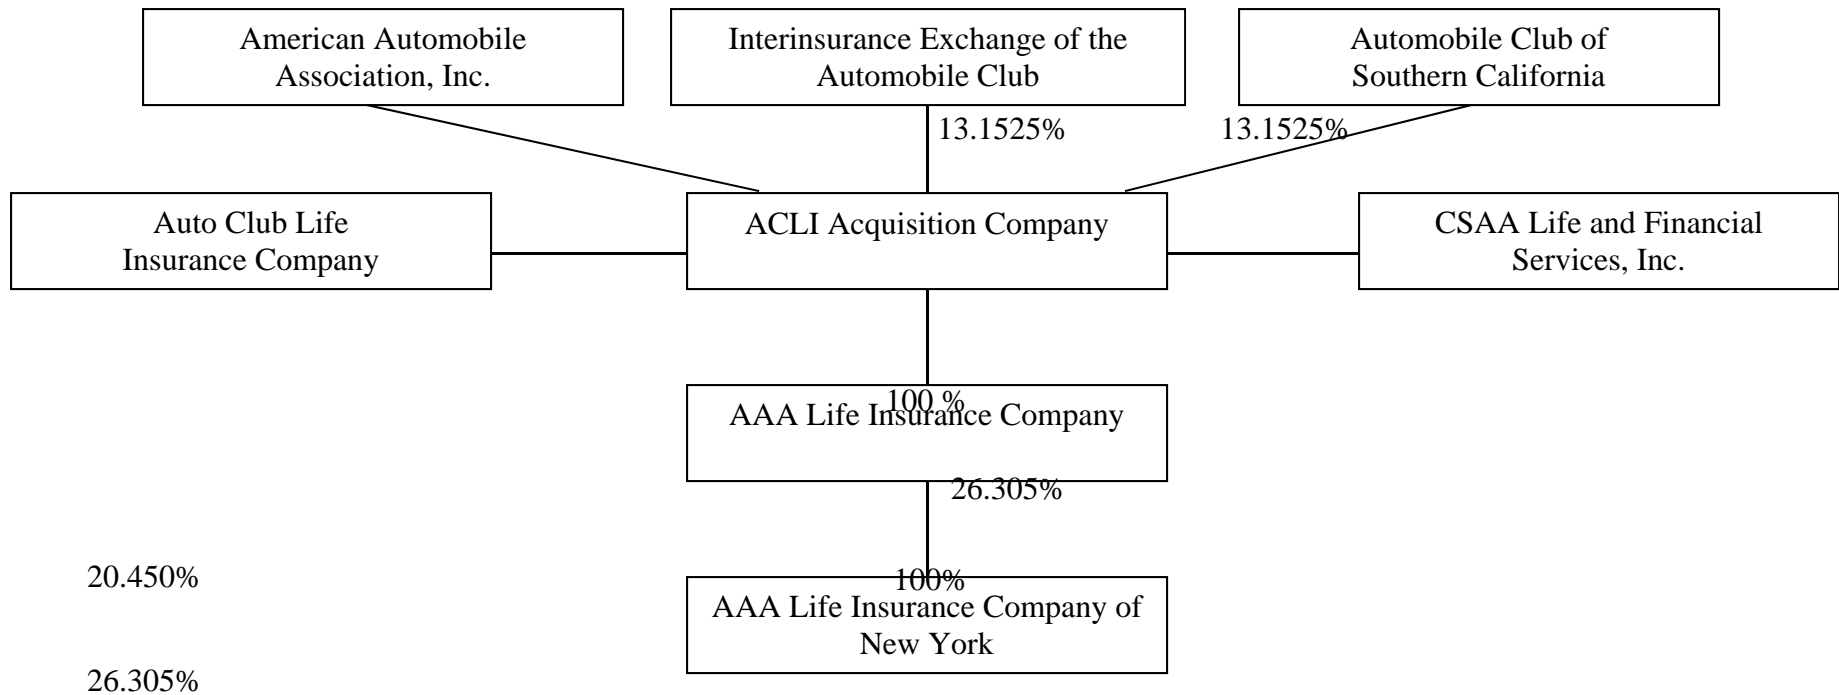 American Automobile
Association, Inc.
Interinsurance Exchange of the
Automobile Club
Automobile Club of
Southern California
13.1525%
13.1525%
Auto Club Life
Insurance Company
ACLI Acquisition Company
CSAA Life and Financial
Services, Inc.
100 %
AAA Life Insurance Company
26.305%
20.450%
100%
AAA Life Insurance Company of
New York
26.305%